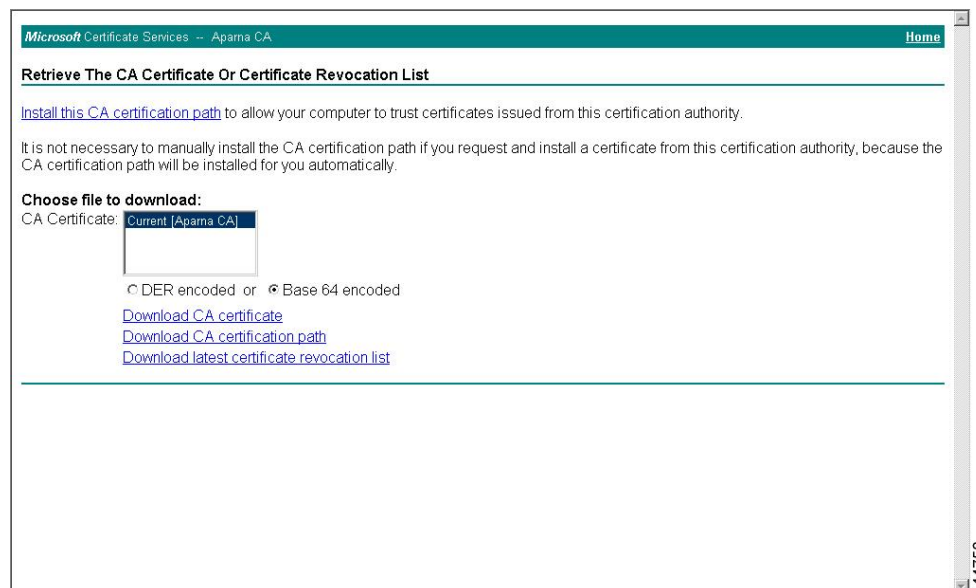 Microsoft Certificate Services -- Aparna CA Home
Retrieve The CA Certificate Or Certificate Revocation List
Install this CA certification path to allow your computer to trust certificates issued from this certification authority.
It is not necessary to manually install the CA certification path if you request and install a certificate from this certification authority, because the
CA certification path will be installed for you automatically.
Choose file to download:
CA Certificate: Current [Aparna CA]
DER encoded or Base 64 encoded
Download CA certificate
Download CA certification path
Download latest certificate revocation list